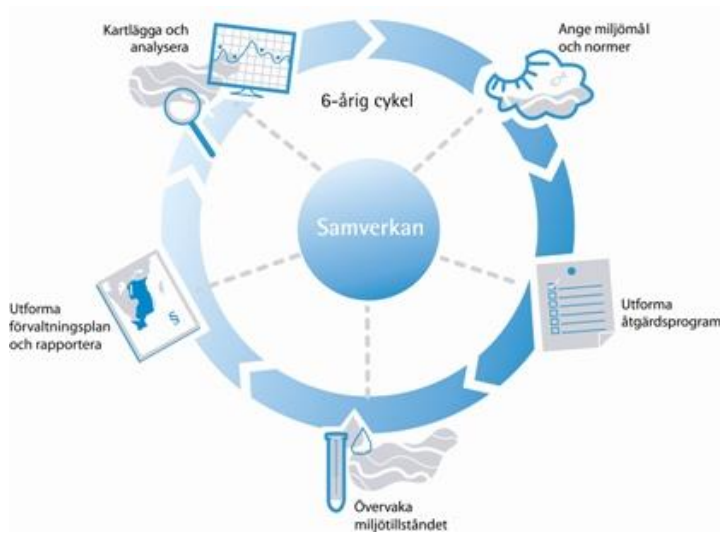 Kartlägga och
analysera
Ange miljömål
och normer
6-årig cykel
Samverkan
Utforma
förvaltningsplan
och rapportera
§
Utforma
åtgärdsprogram
Övervaka
miljötillståndet